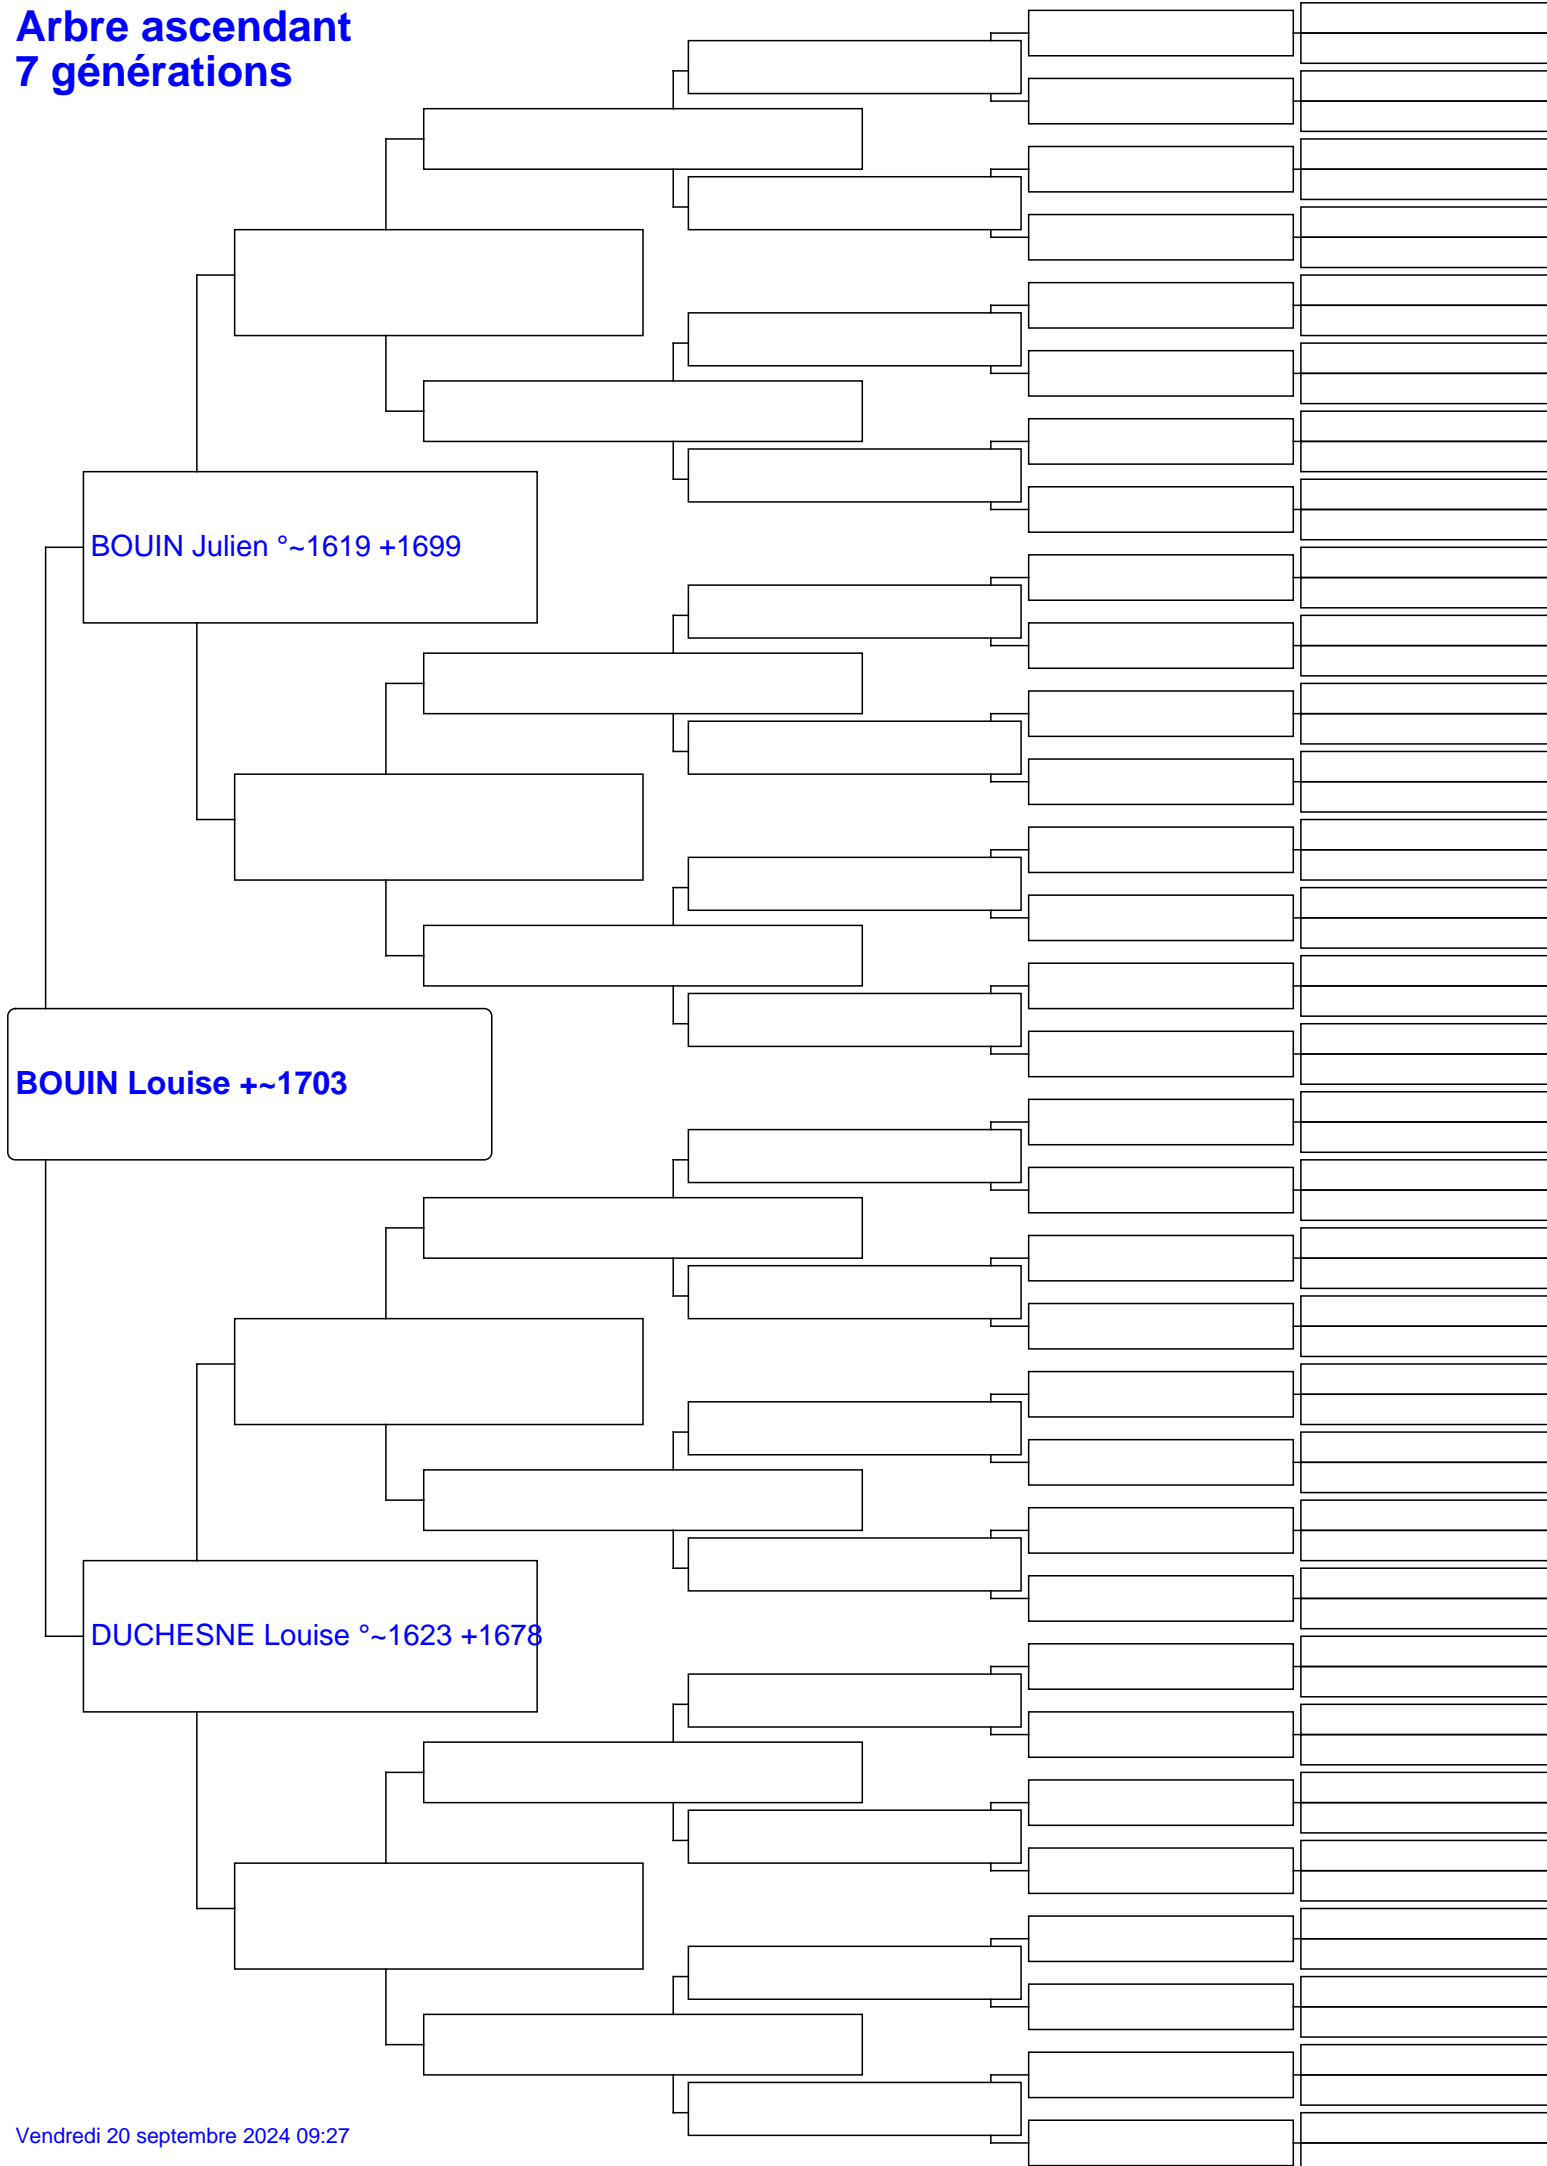 Arbre ascendant
7 générations
BOUIN Julien °~1619 +1699
BOUIN Louise +~1703
DUCHESNE Louise °~1623 +1678
Vendredi 20 septembre 2024 09:27